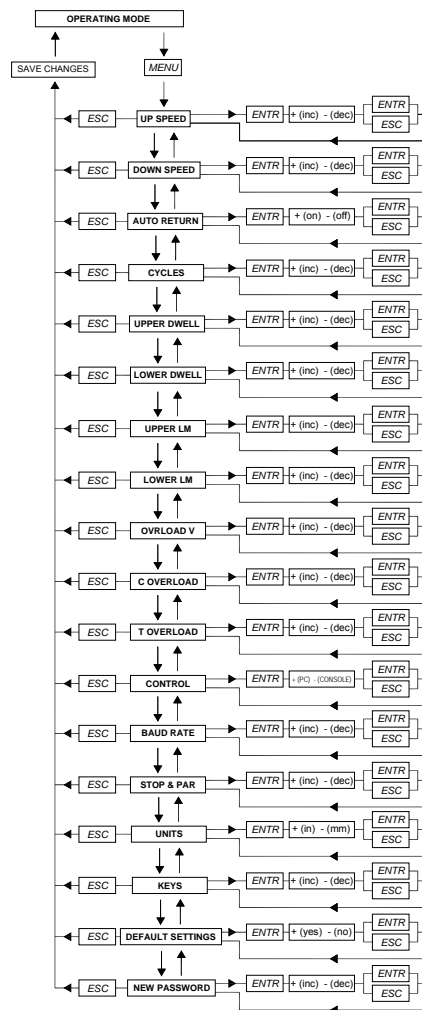 OPERATING MODE
SAVE CHANGES
MENU
ESC UP SPEED ENTR + (inc) - (dec) ENTR
ESC
ESC DOWN SPEED ENTR + (inc) - (dec) ENTR
ESC
ESC AUTO RETURN ENTR + (on) - (off) ENTR
ESC
ESC CYCLES ENTR + (inc) - (dec) ENTR
ESC
ESC UPPER DWELL ENTR + (inc) - (dec) ENTR
ESC
ESC LOWER DWELL ENTR + (inc) - (dec) ENTR
ESC
ESC UPPER LM ENTR + (inc) - (dec) ENTR
ESC
ESC LOWER LM ENTR + (inc) - (dec) ENTR
ESC
ESC OVRLOAD V ENTR + (inc) - (dec) ENTR
ESC
ESC C OVERLOAD ENTR + (inc) - (dec) ENTR
ESC
ESC T OVERLOAD ENTR + (inc) - (dec) ENTR
ESC
ESC CONTROL ENTR + (PC) - (CONSOLE) ENTR
ESC
ESC BAUD RATE ENTR + (inc) - (dec) ENTR
ESC
ESC STOP & PAR ENTR + (inc) - (dec) ENTR
ESC
ESC UNITS ENTR + (in) - (mm) ENTR
ESC
ESC KEYS ENTR + (inc) - (dec) ENTR
ESC
ESC DEFAULT SETTINGS ENTR + (yes) - (no) ENTR
ESC
ESC NEW PASSWORD ENTR + (inc) - (dec) ENTR
ESC